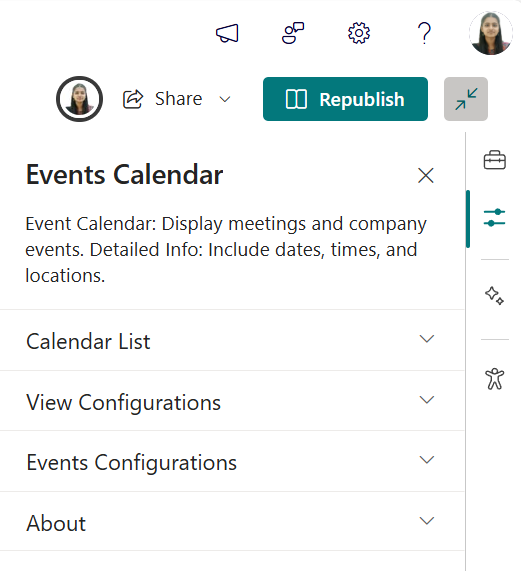 Share
Republish
Events Calendar
Event Calendar: Display meetings and company
events. Detailed Info: Include dates, times, and
locations.
Calendar List
View Configurations
Events Configurations
About